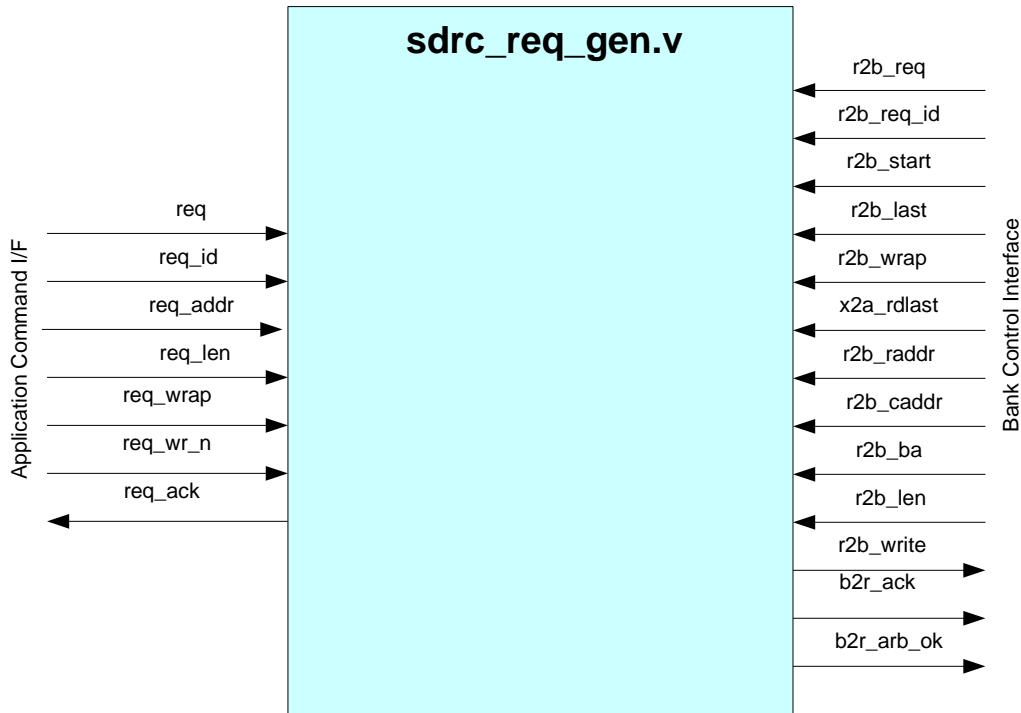 sdrc_req_gen.v
Application Command I/F
req
req_id
req_addr
req_len
req_wrap
req_wr_n
req_ack
r2b_req
r2b_req_id
r2b_start
r2b_last
r2b_wrap
x2a_rdlast
r2b_raddr
r2b_caddr
r2b_ba
r2b_len
r2b_write
b2r_ack
b2r_arb_ok
Bank Control Interface